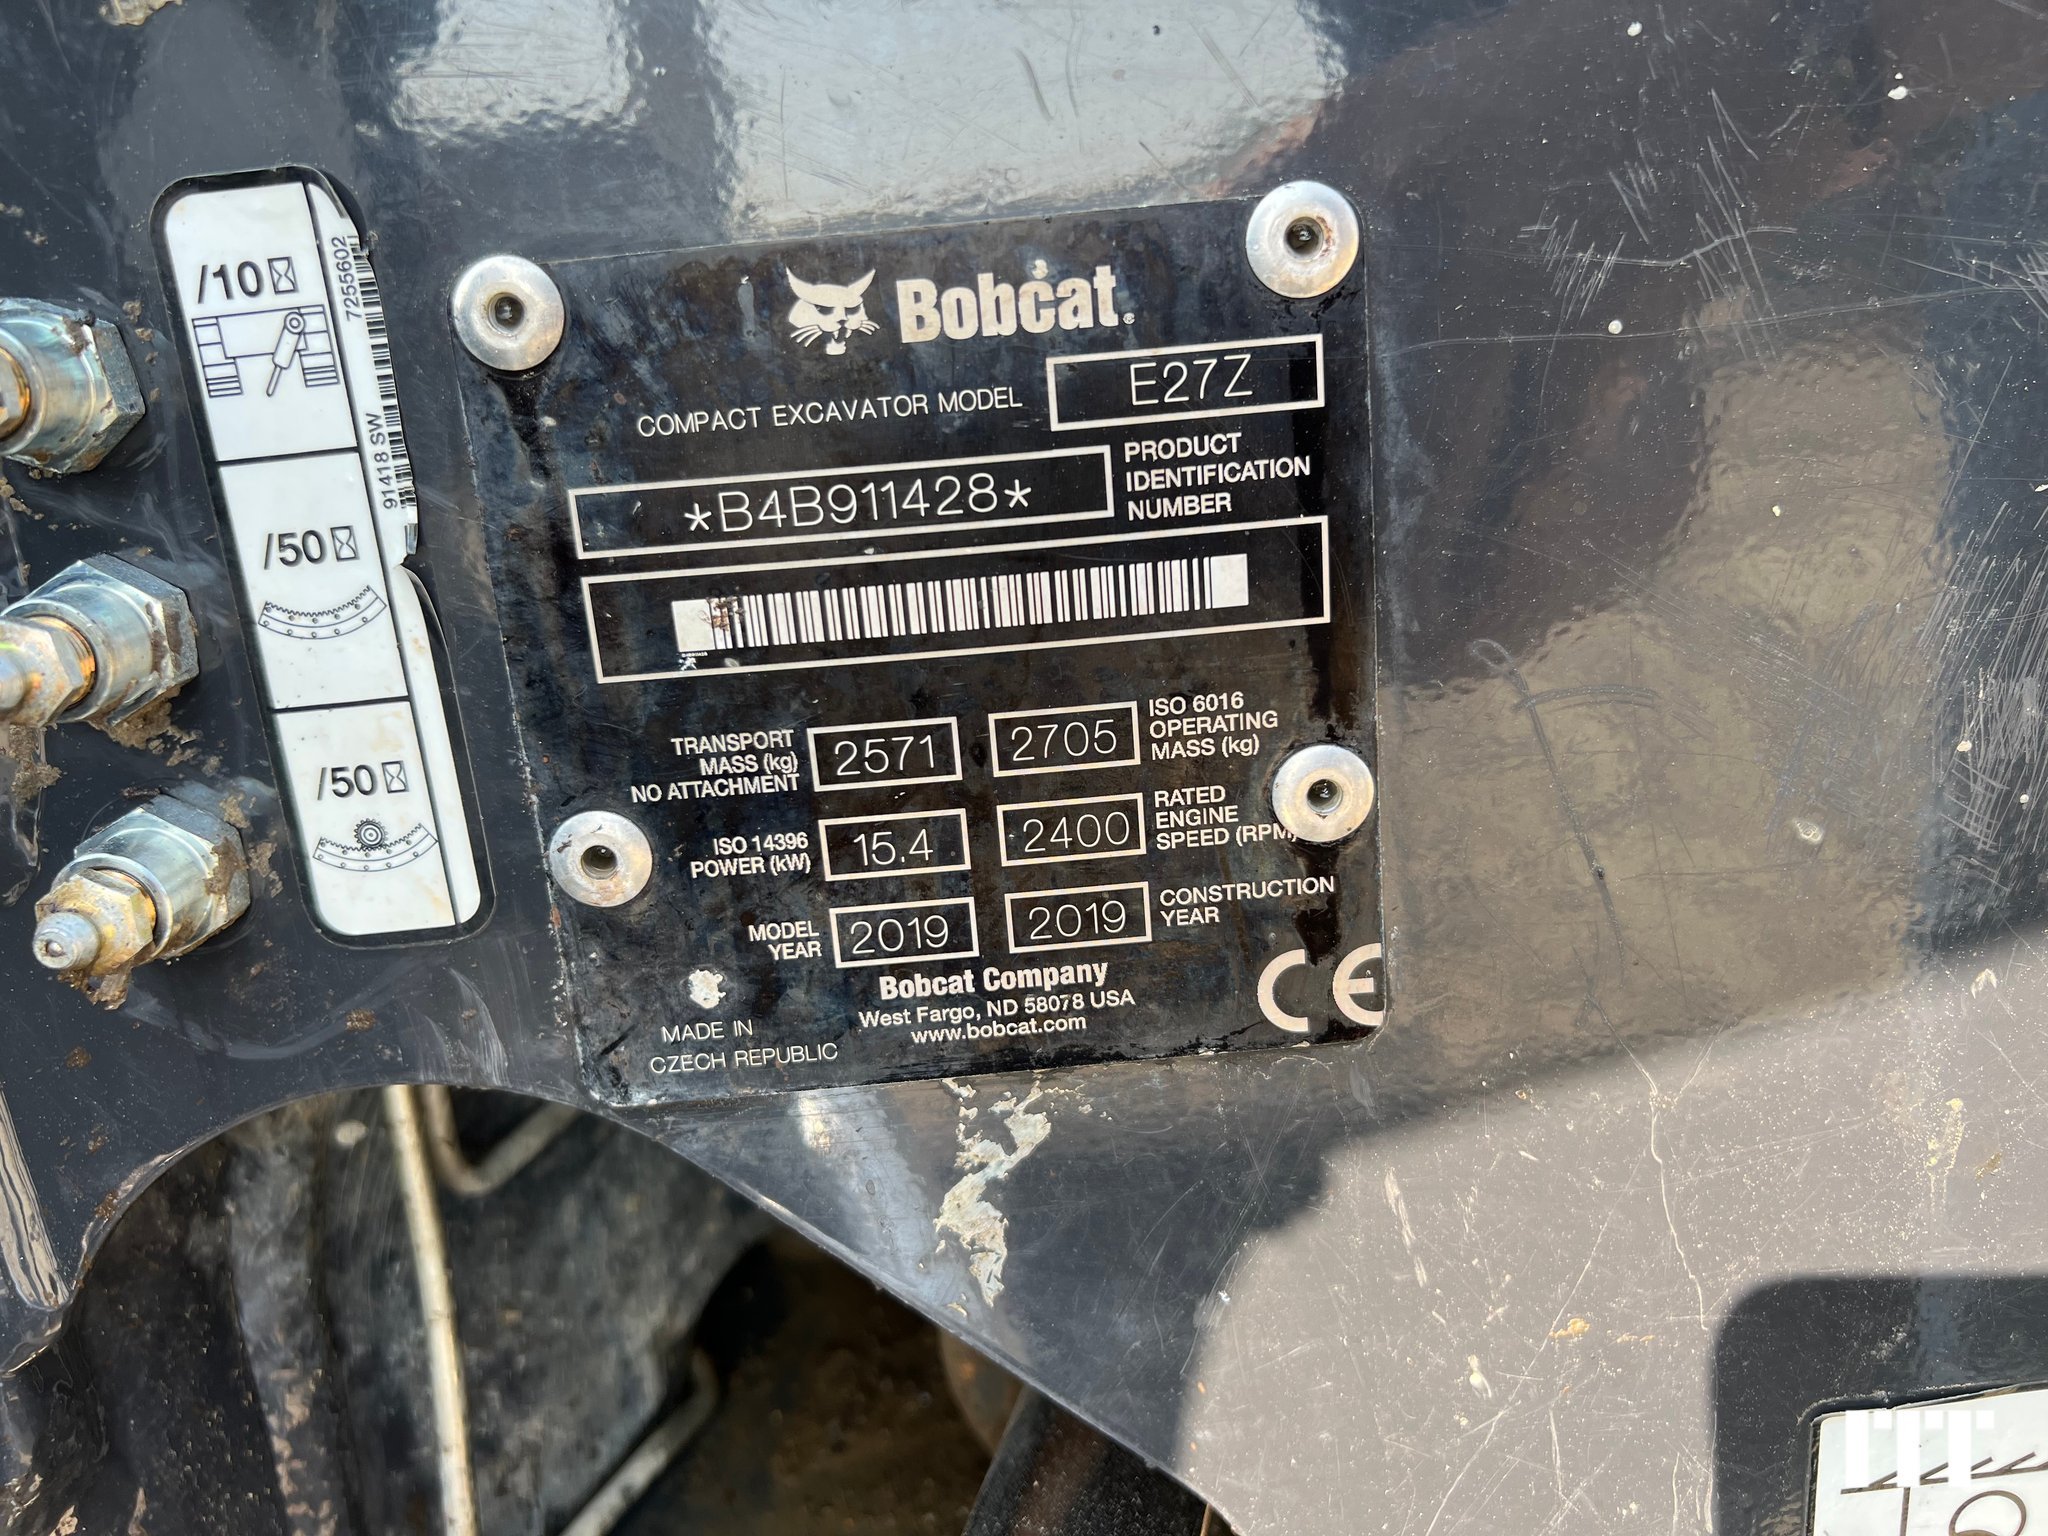 /10
7255602
91418 SW
/50
/50
Bobcat®
COMPACT EXCAVATOR MODEL E27Z
*B4B911428*
PRODUCT
IDENTIFICATION
NUMBER
TRANSPORT
MASS (kg)
NO ATTACHMENT
2571
2705
ISO 6016
OPERATING
MASS (kg)
ISO 14396
POWER (kW)
15.4
2400
RATED
ENGINE
SPEED (RPM)
MODEL
YEAR
2019
2019
CONSTRUCTION
YEAR
Bobcat Company
West Fargo, ND 58078 USA
www.bobcat.com
MADE IN
CZECH REPUBLIC
CE